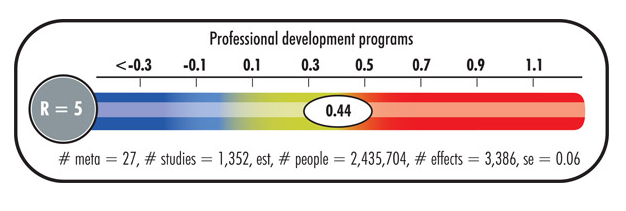 Professional development programs
<-0.3 -0.1 0.1 0.3 0.5 0.7 0.9 1.1
R = 5
0.44
# meta = 27, # studies = 1,352, est, # people = 2,435,704, # effects = 3,386, se = 0.06